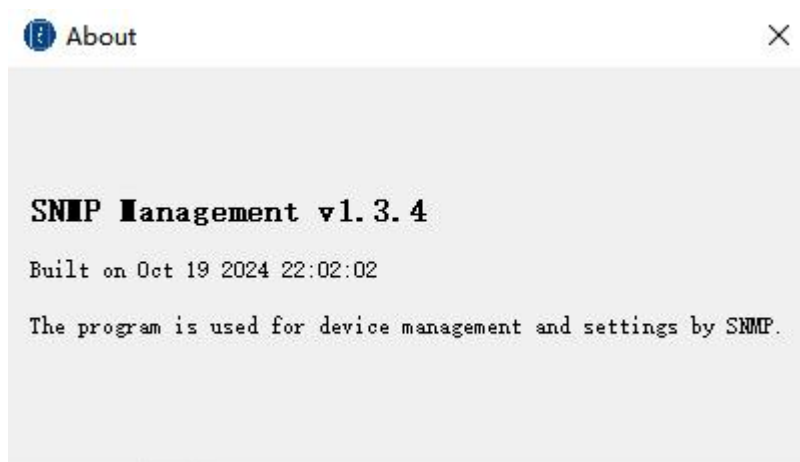 About
SNMP Management v1.3.4
Built on Oct 19 2024 22:02:02
The program is used for device management and settings by SNMP.